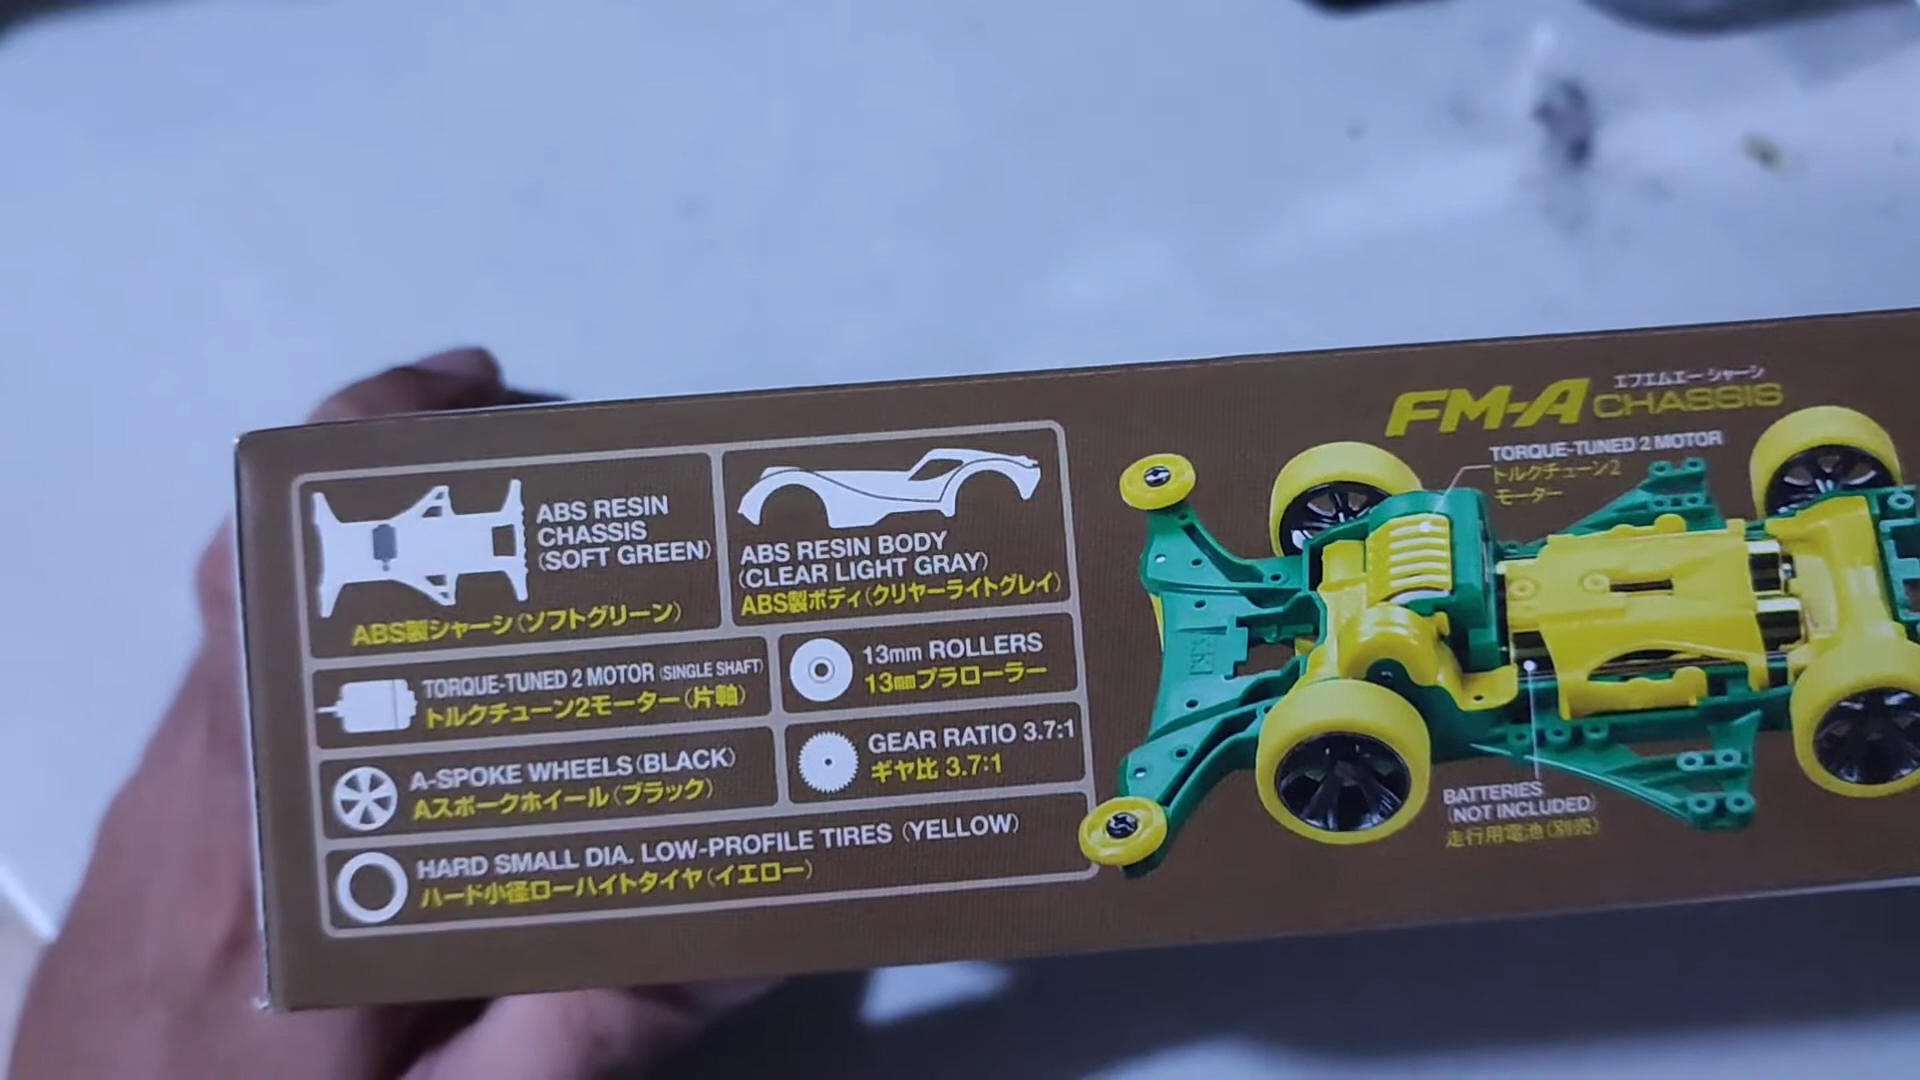 ABS RESIN
CHASSIS
(SOFT GREEN)
ABS製シャーシ(ソフトグリーン)
ABS RESIN BODY
(CLEAR LIGHT GRAY)
ABS製ボディ(クリヤーライトグレイ)
TORQUE-TUNED 2 MOTOR (SINGLE SHAFT)
トルクチューン2モーター(片軸)
13mm ROLLERS
13mmプラローラー
A-SPOKE WHEELS(BLACK)
Aスポークホイール(ブラック)
GEAR RATIO 3.7:1
ギヤ比 3.7:1
HARD SMALL DIA. LOW-PROFILE TIRES (YELLOW)
ハード小径ローハイトタイヤ(イエロー)
エフエムエー シャーシ
FM-A CHASSIS
TORQUE-TUNED 2 MOTOR
トルクチューン2
モーター
BATTERIES
(NOT INCLUDED)
走行用電池(別売)